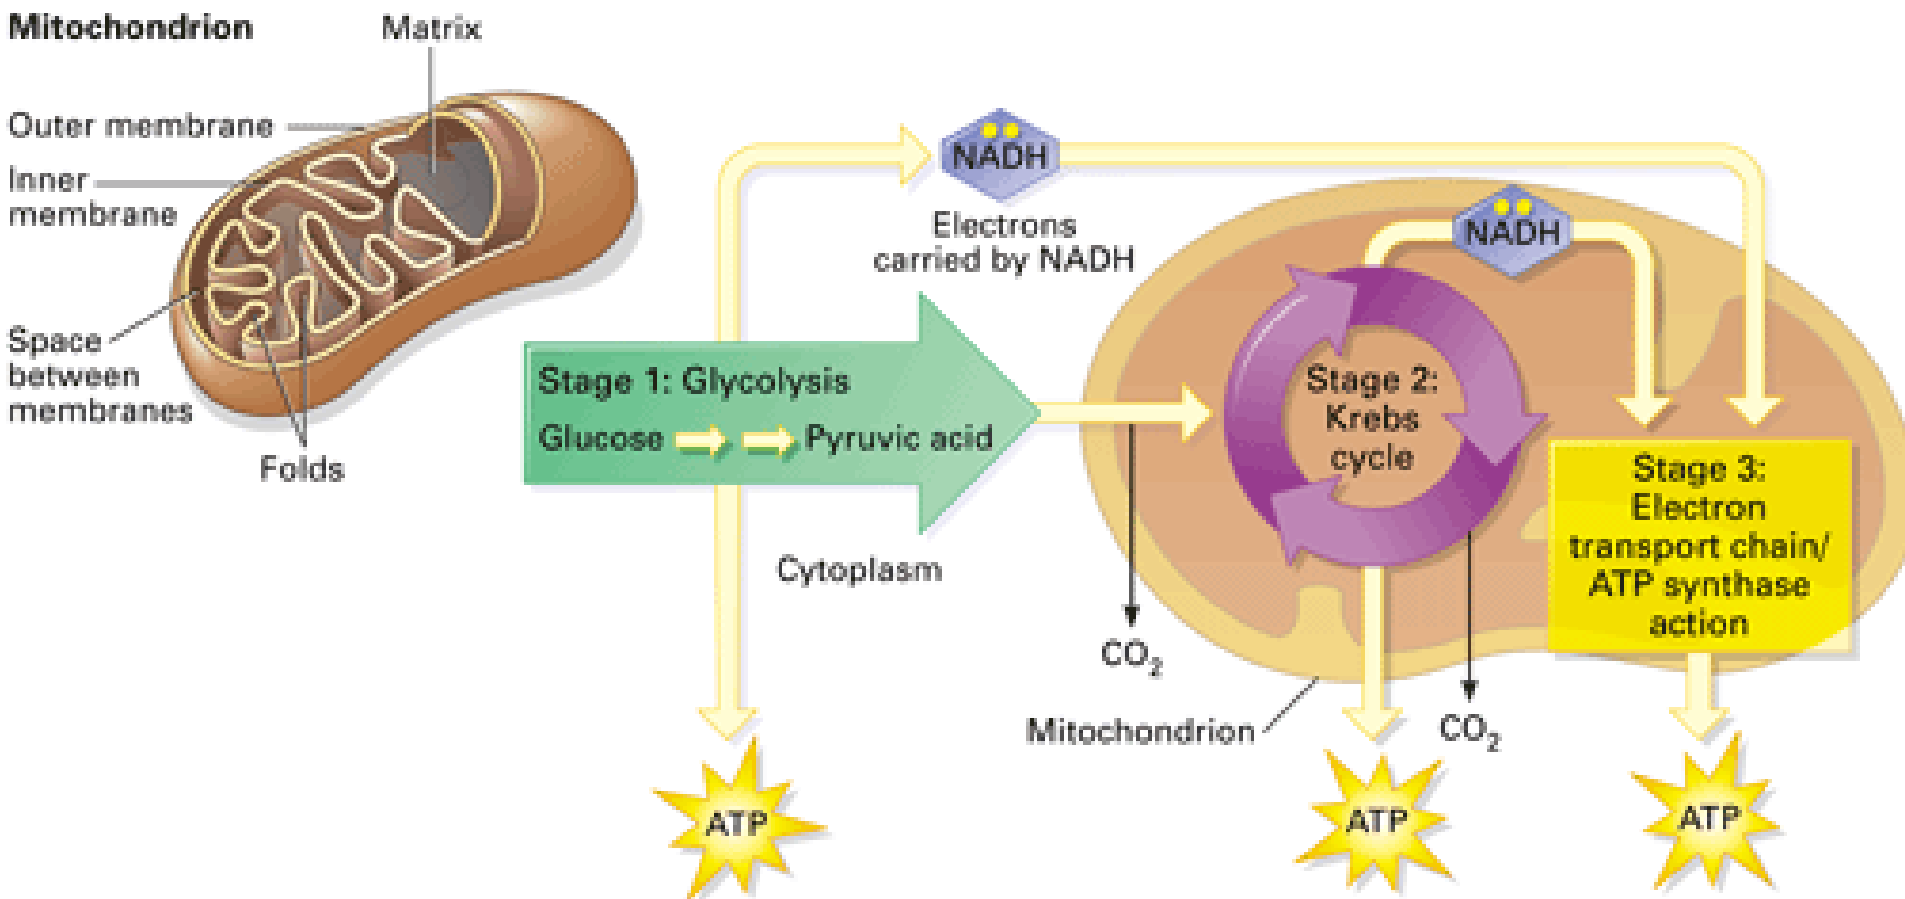 Mitochondrion
Matrix
Outer membrane
Inner
membrane
Space
between
membranes
Folds
NADH
Electrons
carried by NADH
NADH
Stage 1: Glycolysis
Glucose
Pyruvic acid
Cytoplasm
Stage 2:
Krebs
cycle
Stage 3:
Electron
transport chain/
ATP synthase
action
CO₂
Mitochondrion
CO₂
ATP
ATP
ATP